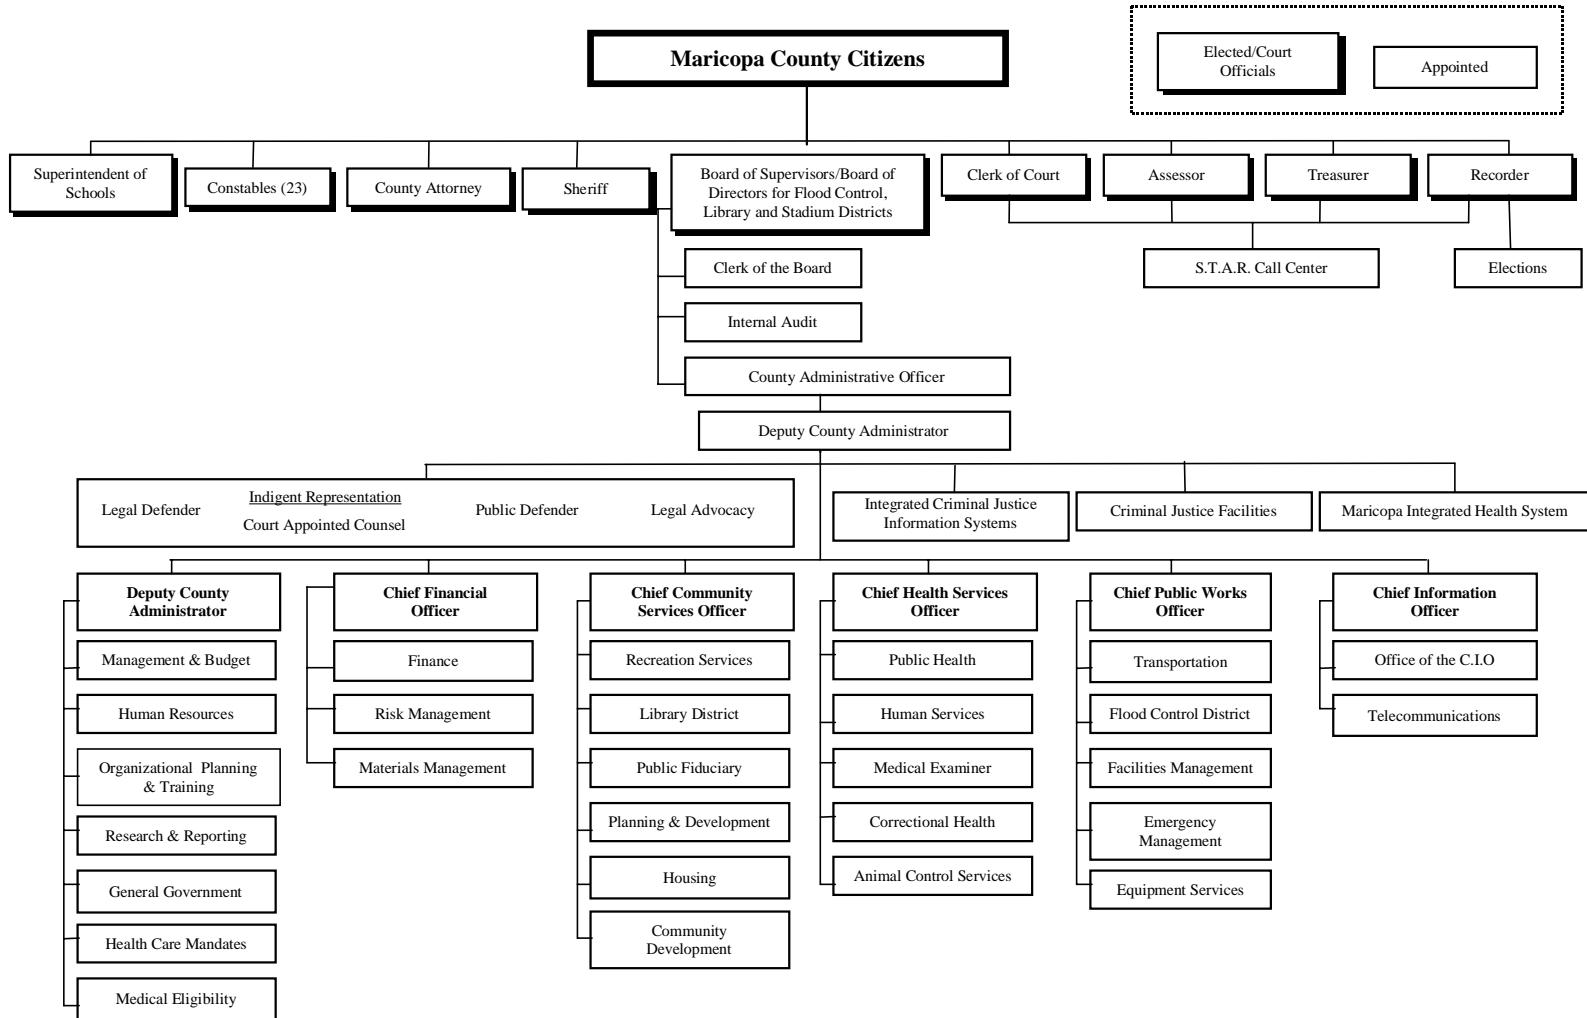 Maricopa County Citizens
Elected/Court
Officials
Appointed
Superintendent of
Schools
Constables (23)
County Attorney
Sheriff
Board of Supervisors/Board of
Directors for Flood Control,
Library and Stadium Districts
Clerk of Court
Assessor
Treasurer
Recorder
Clerk of the Board
S.T.A.R. Call Center
Elections
Internal Audit
County Administrative Officer
Deputy County Administrator
Legal Defender
Indigent Representation
Court Appointed Counsel
Public Defender
Legal Advocacy
Integrated Criminal Justice
Information Systems
Criminal Justice Facilities
Maricopa Integrated Health System
Deputy County
Administrator
Management & Budget
Human Resources
Organizational Planning
& Training
Research & Reporting
General Government
Health Care Mandates
Medical Eligibility
Chief Financial
Officer
Finance
Risk Management
Materials Management
Chief Community
Services Officer
Recreation Services
Library District
Public Fiduciary
Planning & Development
Housing
Community
Development
Chief Health Services
Officer
Public Health
Human Services
Medical Examiner
Correctional Health
Animal Control Services
Chief Public Works
Officer
Transportation
Flood Control District
Facilities Management
Emergency
Management
Equipment Services
Chief Information
Officer
Office of the C.I.O
Telecommunications